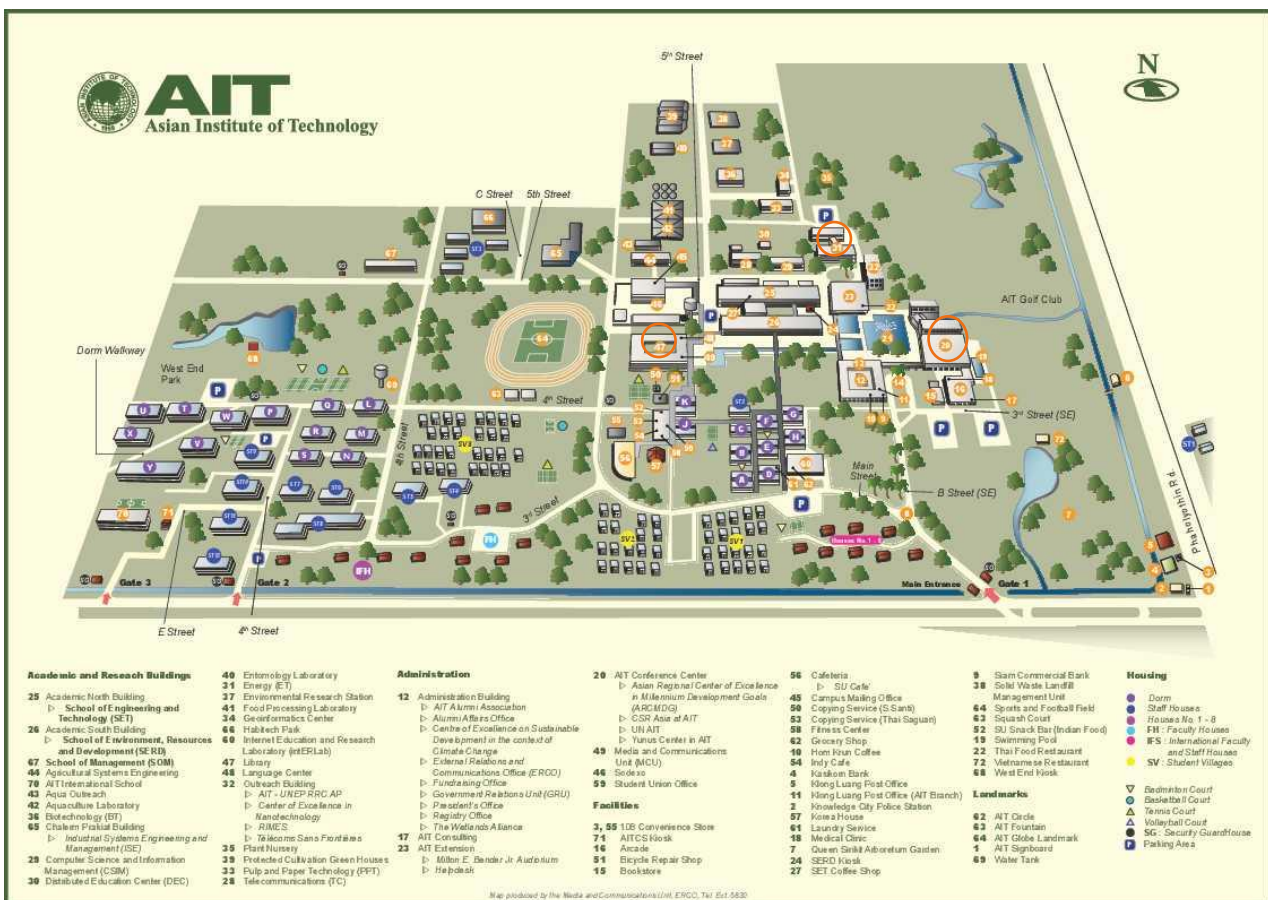 5th Street
N
AIT
Asian Institute of Technology
C Street
5th Street
AIT Golf Club
Dorm Walkway
West End
Park
4th Street
3rd Street (SE)
4th Street
Main
Street
B Street (SE)
3rd Street
Phaholyothin Rd.
Houses No. 1 - 8
FH
IFH
SV3
SV2
SV1
Gate 3
Gate 2
Main Entrance
Gate 1
E Street
4th Street
Academic and Reseach Buildings
25 Academic North Building
School of Engineering and
Technology (SET)
26 Academic South Building
School of Environment, Resources
and Development (SERD)
67 School of Management (SOM)
44 Agricultural Systems Engineering
70 AIT International School
43 Aqua Outreach
42 Aquaculture Laboratory
36 Biotechnology (BT)
65 Chalerm Prakiat Building
Industrial Systems Engineering and
Management (ISE)
29 Computer Science and Information
Management (CSIM)
30 Distributed Education Center (DEC)
40 Entomology Laboratory
31 Energy (ET)
37 Environmental Research Station
41 Food Processing Laboratory
34 Geoinformatics Center
66 Habitech Park
60 Internet Education and Research
Laboratory (intERLab)
47 Library
48 Language Center
32 Outreach Building
AIT - UNEP RRC AP
Center of Excellence in
Nanotechnology
RIMES
Télécoms Sans Frontières
35 Plant Nursery
39 Protected Cultivation Green Houses
33 Pulp and Paper Technology (PPT)
28 Telecommunications (TC)
Administration
12 Administration Building
AIT Alumni Association
Alumni Affairs Office
Centre of Excellence on Sustainable
Development in the context of
Climate Change
External Relations and
Communications Office (ERCO)
Fundraising Office
Government Relations Unit (GRU)
President's Office
Registry Office
The Wetlands Alliance
17 AIT Consulting
23 AIT Extension
Milton E. Bender Jr. Auditorium
Helpdesk
20 AIT Conference Center
Asian Regional Center of Excellence
in Millennium Development Goals
(ARCMDG)
CSR Asia at AIT
UN AIT
Yunus Center in AIT
49 Media and Communications
Unit (MCU)
46 Sodexo
59 Student Union Office
Facilities
3, 55 108 Convenience Store
71 AITCS Kiosk
16 Arcade
51 Bicycle Repair Shop
15 Bookstore
56 Cafeteria
SU Cafe'
45 Campus Mailing Office
50 Copying Service (S.Santi)
53 Copying Service (Thai Saguan)
58 Fitness Center
62 Grocery Shop
10 Hom Krun Coffee
54 Indy Cafe
4 Kasikorn Bank
5 Klong Luang Post Office
11 Klong Luang Post Office (AIT Branch)
2 Knowledge City Police Station
57 Korea House
61 Laundry Service
18 Medical Clinic
7 Queen Sirikit Arboretum Garden
24 SERD Kiosk
27 SET Coffee Shop
9 Siam Commercial Bank
38 Solid Waste Landfill
Management Unit
64 Sports and Football Field
63 Squash Court
52 SU Snack Bar (Indian Food)
19 Swimming Pool
22 Thai Food Restaurant
72 Vietnamese Restaurant
68 West End Kiosk
Landmarks
62 AIT Circle
63 AIT Fountain
64 AIT Globe Landmark
1 AIT Signboard
69 Water Tank
Housing
Dorm
Staff Houses
Houses No. 1 - 8
FH : Faculty Houses
IFS : International Faculty
and Staff Houses
SV : Student Villages
Badminton Court
Basketball Court
Tennis Court
Volleyball Court
SG : Security GuardHouse
P Parking Area
Map produced by the Media and Communications Unit, ERCO, Tel. Ext. 5830